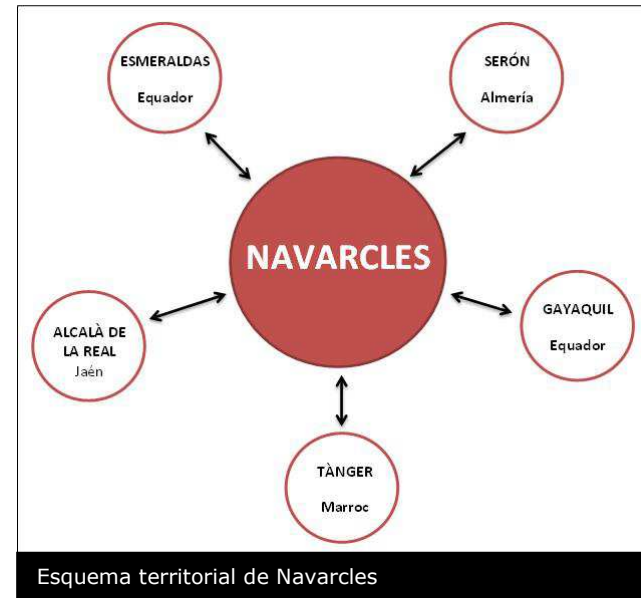 ESMERALDAS
Equador
SERÓN
Almería
NAVARCLES
GAYAQUIL
Equador
ALCALÀ DE
LA REAL
Jaén
TÀNGER
Marroc
Esquema territorial de Navarcles